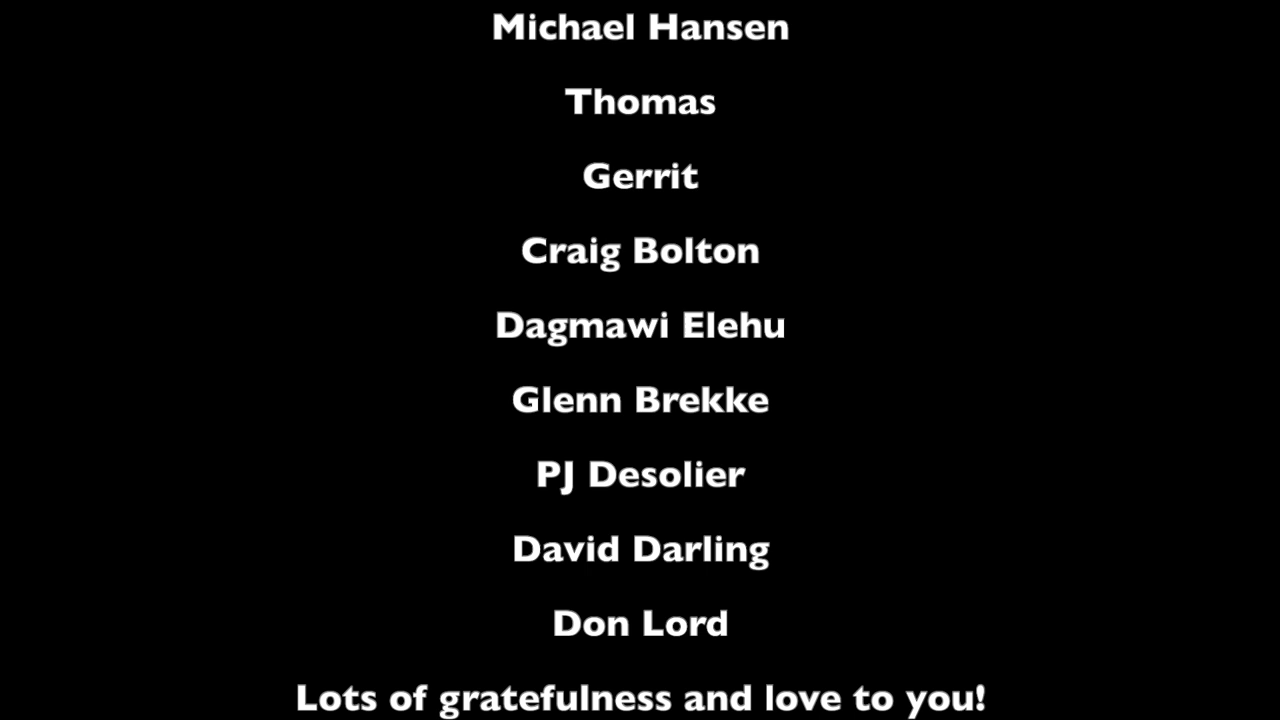 Michael Hansen
Thomas
Gerrit
Craig Bolton
Dagmawi Elehu
Glenn Brekke
PJ Desolier
David Darling
Don Lord
Lots of gratefulness and love to you!